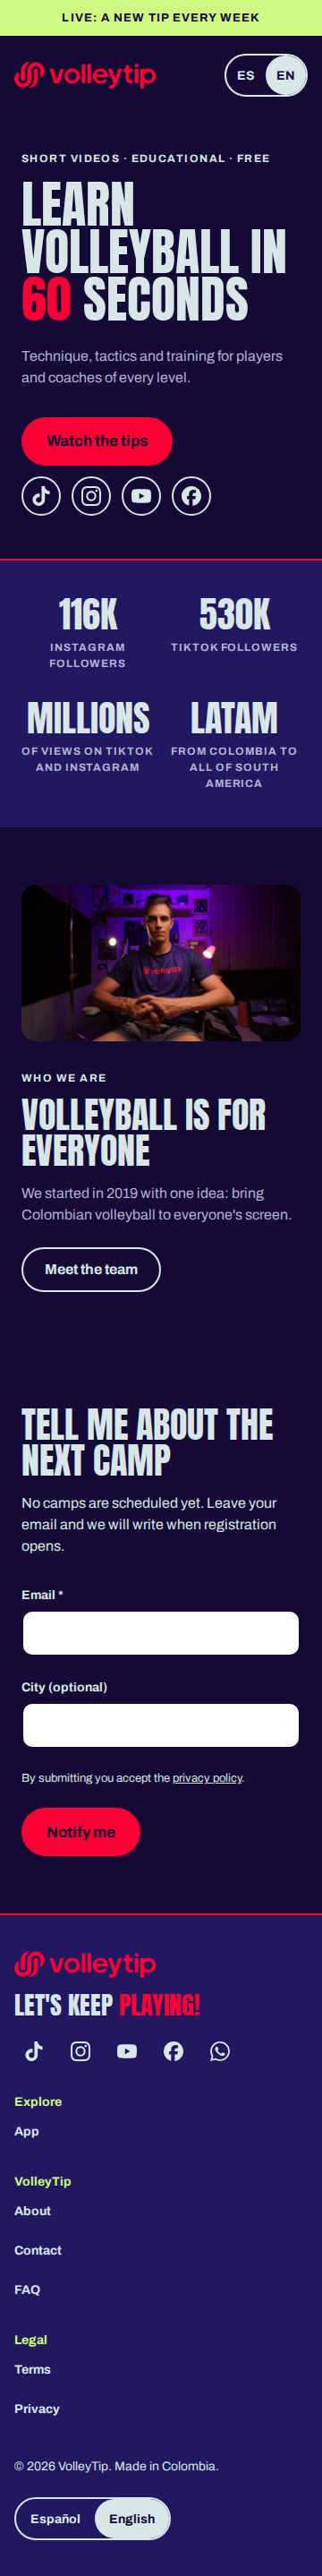 LIVE: A NEW TIP EVERY WEEK
volleytip
ES EN
SHORT VIDEOS · EDUCATIONAL · FREE
LEARN
VOLLEYBALL IN
60 SECONDS
Technique, tactics and training for players
and coaches of every level.
Watch the tips
116K
INSTAGRAM
FOLLOWERS
530K
TIKTOK FOLLOWERS
MILLIONS
OF VIEWS ON TIKTOK
AND INSTAGRAM
LATAM
FROM COLOMBIA TO
ALL OF SOUTH
AMERICA
WHO WE ARE
VOLLEYBALL IS FOR
EVERYONE
We started in 2019 with one idea: bring
Colombian volleyball to everyone's screen.
Meet the team
TELL ME ABOUT THE
NEXT CAMP
No camps are scheduled yet. Leave your
email and we will write when registration
opens.
Email *
City (optional)
By submitting you accept the privacy policy.
Notify me
volleytip
LET'S KEEP PLAYING!
Explore
App
VolleyTip
About
Contact
FAQ
Legal
Terms
Privacy
© 2026 VolleyTip. Made in Colombia.
Español English